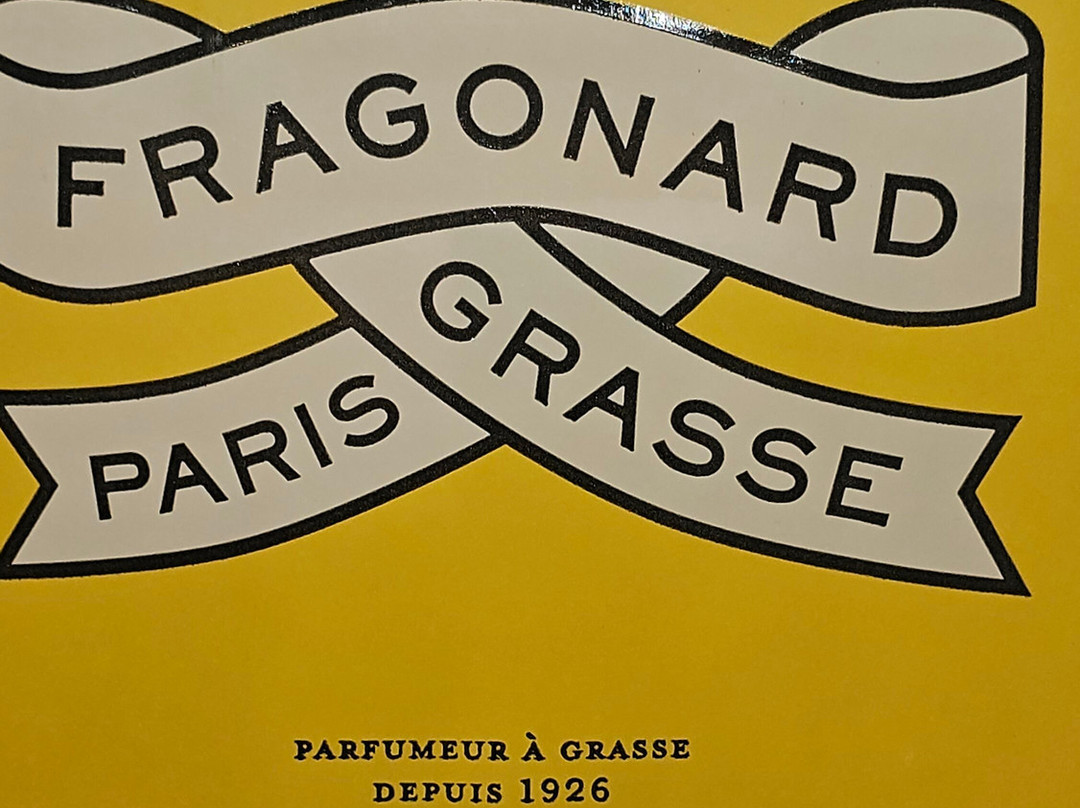 FRAGONARD
PARIS GRASSE
PARFUMEUR À GRASSE
DEPUIS 1926